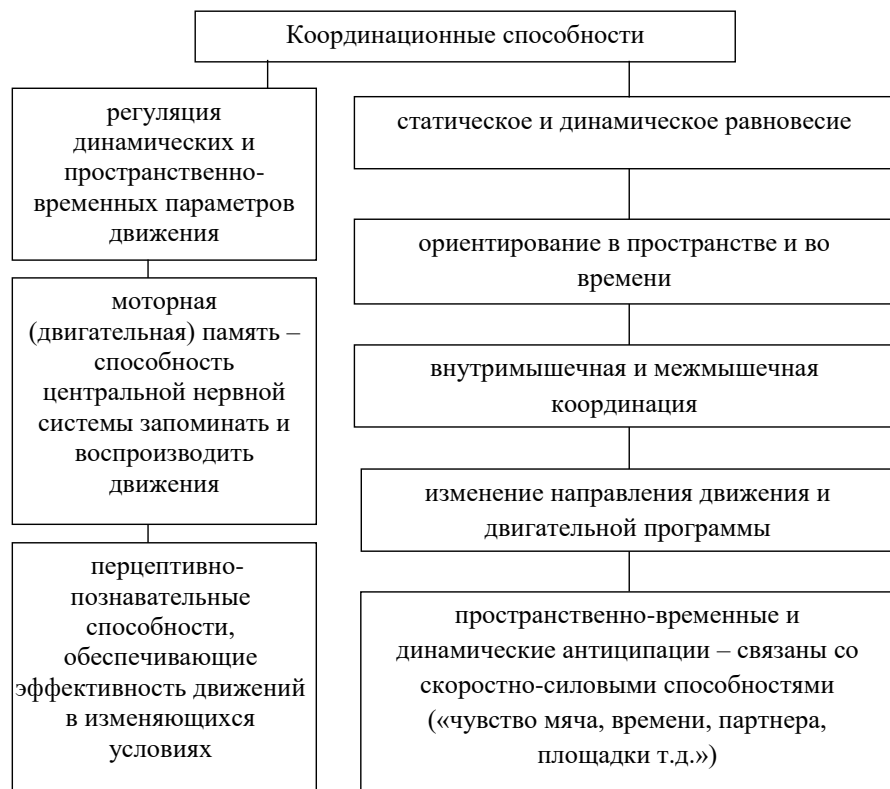 Координационные способности
регуляция
динамических и
пространственно-
временных параметров
движения
моторная
(двигательная) память –
способность
центральной нервной
системы запоминать и
воспроизводить
движения
перцептивно-
познавательные
способности,
обеспечивающие
эффективность движений
в изменяющихся
условиях
статическое и динамическое равновесие
ориентирование в пространстве и во
времени
внутримышечная и межмышечная
координация
изменение направления движения и
двигательной программы
пространственно-временные и
динамические антиципации – связаны со
скоростно-силовыми способностями
(«чувство мяча, времени, партнера,
площадки т.д.»)